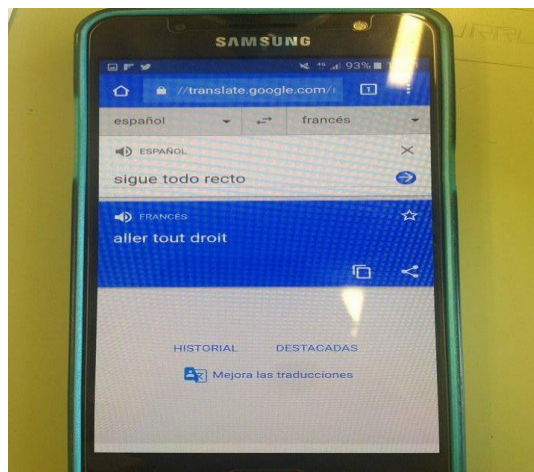 SAMSUNG
93%
//translate.google.com/
1
español francés
ESPAÑOL
sigue todo recto
FRANCÉS
aller tout droit
HISTORIAL DESTACADAS
Mejora las traducciones